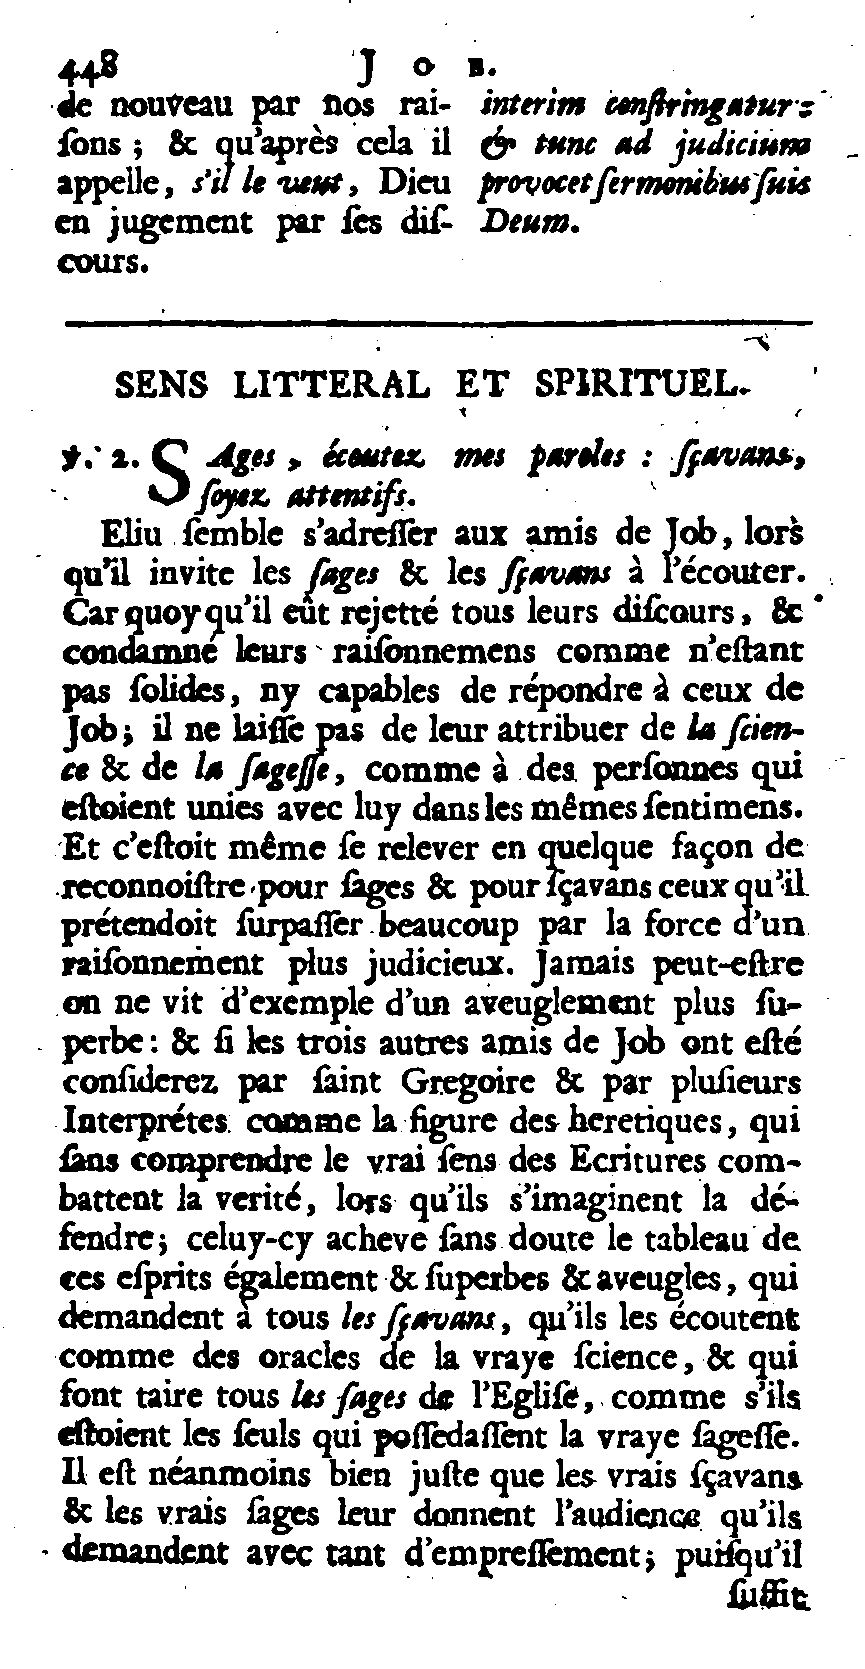 448 JOB.
de nouveau par nos rai-
ſons ; & qu'après cela il
appelle, s'il le veut, Dieu
en jugement par ſes diſ-
cours.
interim conſtringatur :
& tunc ad judicium
provocet ſermonibus ſuis
Deum.
SENS LITTERAL ET SPIRITUEL.
℣. 2. SAges, écoutez mes paroles : ſçavans,
ſoyez attentifs.
Eliu ſemble s'adreſſer aux amis de Job, lors
qu'il invite les ſages & les ſçavans à l'écouter.
Car quoy qu'il eût rejetté tous leurs diſcours, &
condamné leurs raiſonnemens comme n'eſtant
pas ſolides, ny capables de répondre à ceux de
Job ; il ne laiſſe pas de leur attribuer de la ſcien-
ce & de la ſageſſe, comme à des perſonnes qui
eſtoient unies avec luy dans les mêmes ſentimens.
Et c'eſtoit même ſe relever en quelque façon de
reconnoiſtre pour ſages & pour ſçavans ceux qu'il
prétendoit ſurpaſſer beaucoup par la force d'un
raiſonnement plus judicieux. Jamais peut-eſtre
on ne vit d'exemple d'un aveuglement plus ſu-
perbe : & ſi les trois autres amis de Job ont eſté
conſiderez par ſaint Gregoire & par pluſieurs
Interprétes comme la figure des heretiques, qui
ſans comprendre le vrai ſens des Ecritures com-
battent la verité, lors qu'ils s'imaginent la dé-
fendre ; celuy-cy acheve ſans doute le tableau de
ces eſprits également & ſuperbes & aveugles, qui
demandent à tous les ſçavans, qu'ils les écoutent
comme des oracles de la vraye ſcience, & qui
font taire tous les ſages de l'Egliſe, comme s'ils
eſtoient les ſeuls qui poſſedaſſent la vraye ſageſſe.
Il eſt néanmoins bien juſte que les vrais ſçavans
& les vrais ſages leur donnent l'audience qu'ils
demandent avec tant d'empreſſement ; puiſqu'il
ſuffit